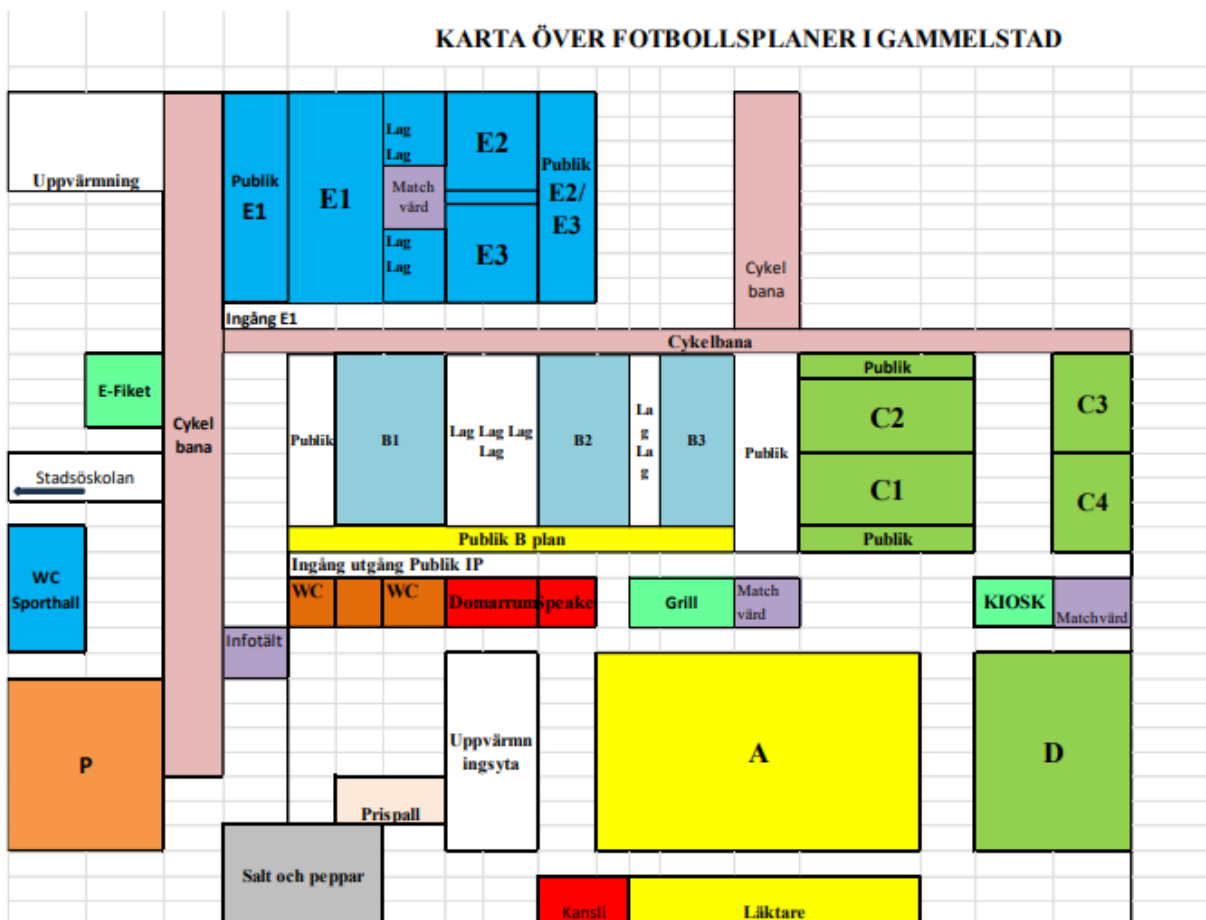 KARTA ÖVER FOTBOLLSPLANER I GAMMELSTAD
Uppvärmning
Publik
E1
E1
Lag
Lag
Match
värd
Lag
Lag
E2
E3
Publik
E2/
E3
Cykel
bana
Ingång E1
Cykelbana
E-Fiket
Cykel
bana
Stadsöskolan
Publik
B1
Lag Lag Lag
Lag
B2
La
g
La
g
B3
Publik
Publik
C2
C1
Publik
C3
C4
Publik B plan
Ingång utgång Publik IP
WC
Sporthall
WC
WC
Domarrum
Speake
Grill
Match
värd
KIOSK
Matchvärd
Infotält
P
Uppvärmn
ingsyta
A
D
Prispall
Salt och peppar
Kansli
Läktare